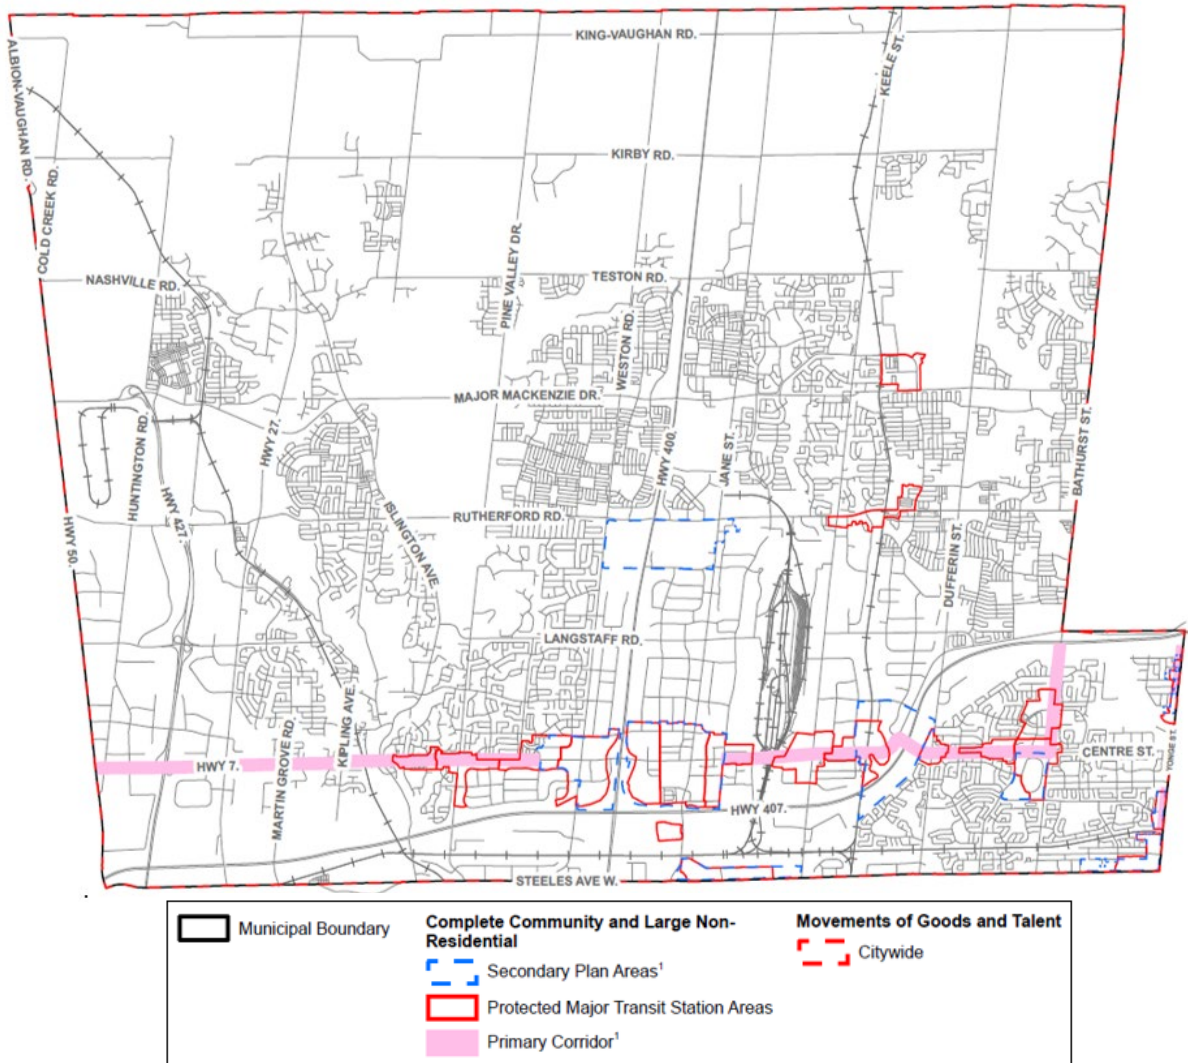 KING-VAUGHAN RD.
KEELE ST.
ALBION-VAUGHAN RD.
KIRBY RD.
COLD CREEK RD.
PINE VALLEY DR.
NASHVILLE RD.
TESTON RD.
WESTON RD.
MAJOR MACKENZIE DR.
HUNTINGTON RD.
HWY 27.
HWY 400.
JANE ST.
BATHURST ST.
HWY 427.
ISLINGTON AVE.
RUTHERFORD RD.
HWY 50.
DUFFERIN ST.
LANGSTAFF RD.
MARTIN GROVE RD.
KIPLING AVE.
HWY 7.
CENTRE ST.
YONGE ST.
HWY 407.
STEELES AVE W.
Municipal Boundary
Complete Community and Large Non-
Residential
Secondary Plan Areas¹
Protected Major Transit Station Areas
Primary Corridor¹
Movements of Goods and Talent
Citywide